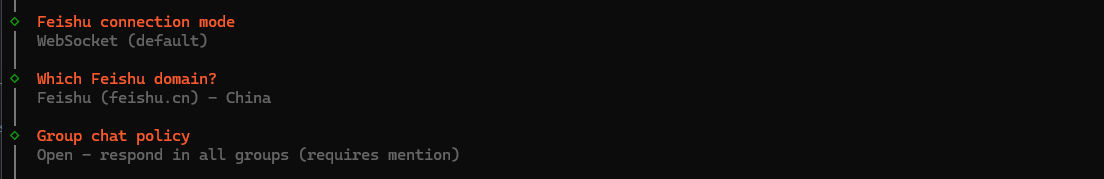 Feishu connection mode
WebSocket (default)
Which Feishu domain?
Feishu (feishu.cn) – China
Group chat policy
Open – respond in all groups (requires mention)